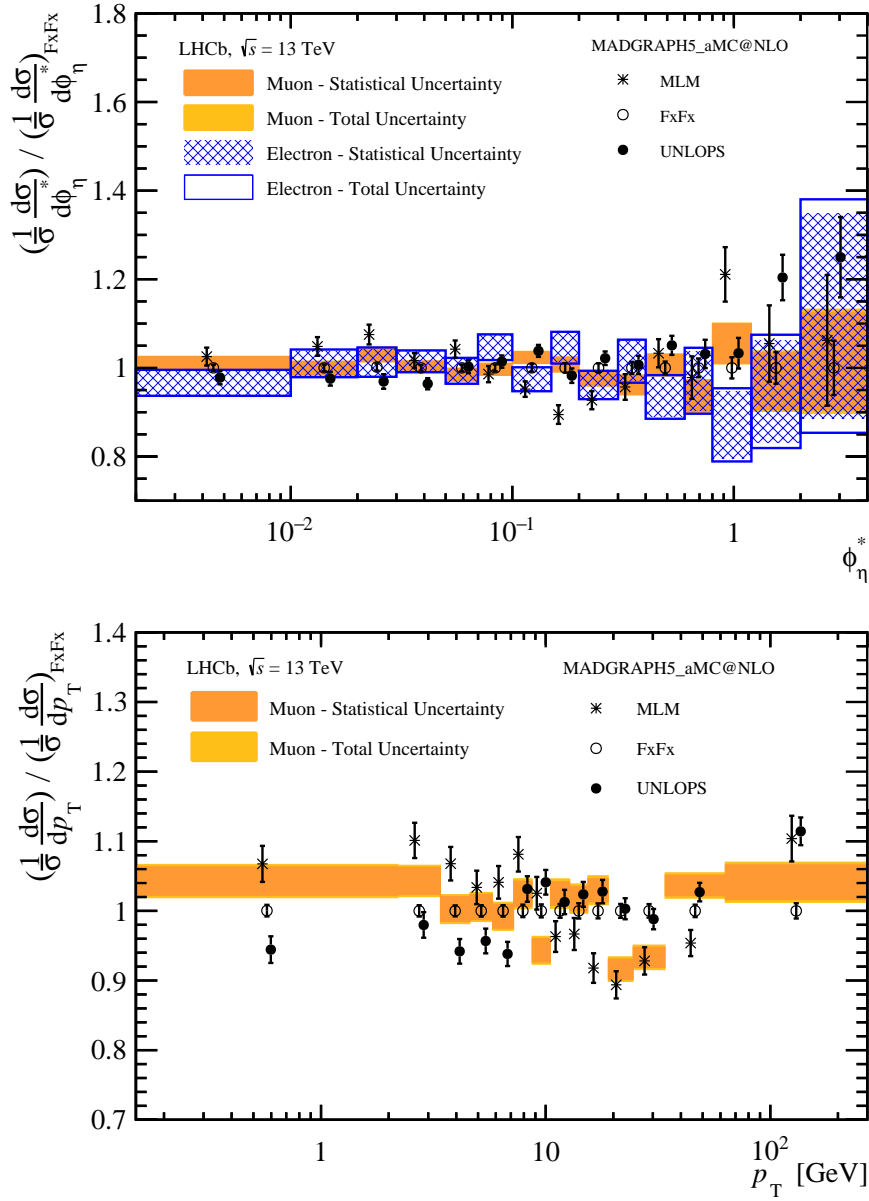 (1/σ dσ/dϕ*η) / (1/σ dσ/dϕ*η)FxFx
1.8
1.6
1.4
1.2
1
0.8
LHCb, √s = 13 TeV
Muon - Statistical Uncertainty
Muon - Total Uncertainty
Electron - Statistical Uncertainty
Electron - Total Uncertainty
MADGRAPH5_aMC@NLO
MLM
FxFx
UNLOPS
10⁻² 10⁻¹ 1
ϕ*η
(1/σ dσ/dpT) / (1/σ dσ/dpT)FxFx
1.4
1.3
1.2
1.1
1
0.9
0.8
0.7
LHCb, √s = 13 TeV
Muon - Statistical Uncertainty
Muon - Total Uncertainty
MADGRAPH5_aMC@NLO
MLM
FxFx
UNLOPS
1 10 10²
pT [GeV]